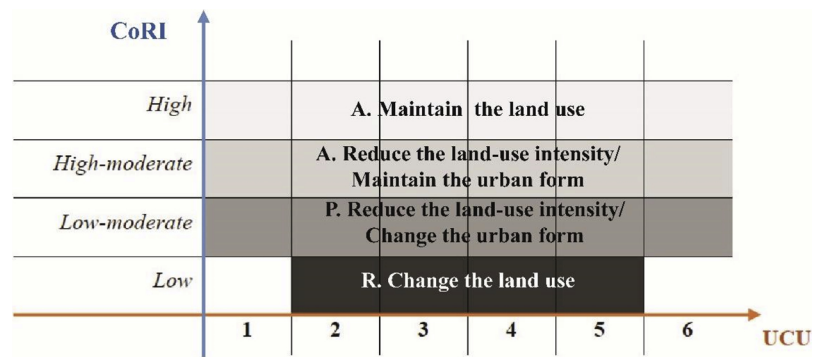 CoRI
High
A. Maintain the land use
High-moderate
A. Reduce the land-use intensity/
Maintain the urban form
Low-moderate
P. Reduce the land-use intensity/
Change the urban form
Low
R. Change the land use
1 2 3 4 5 6
UCU